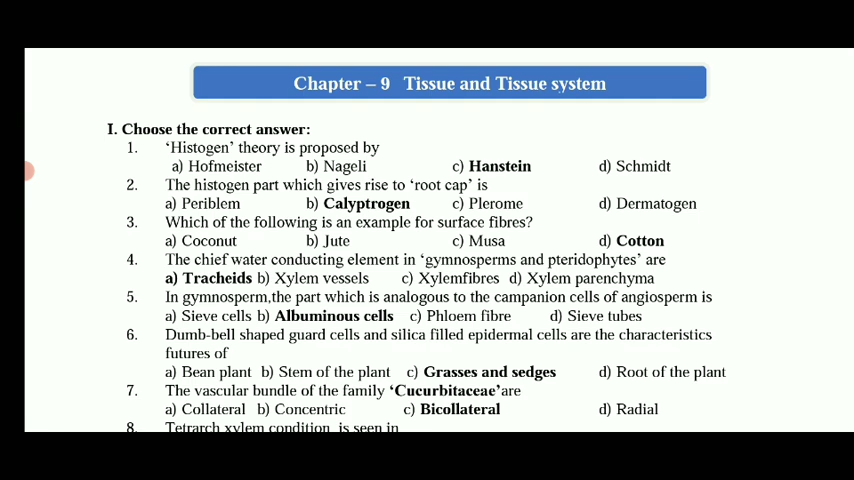 Chapter – 9 Tissue and Tissue system
I. Choose the correct answer:
1. ‘Histogen’ theory is proposed by
a) Hofmeister b) Nageli c) Hanstein d) Schmidt
2. The histogen part which gives rise to ‘root cap’ is
a) Periblem b) Calyptrogen c) Plerome d) Dermatogen
3. Which of the following is an example for surface fibres?
a) Coconut b) Jute c) Musa d) Cotton
4. The chief water conducting element in ‘gymnosperms and pteridophytes’ are
a) Tracheids b) Xylem vessels c) Xylemfibres d) Xylem parenchyma
5. In gymnosperm,the part which is analogous to the campanion cells of angiosperm is
a) Sieve cells b) Albuminous cells c) Phloem fibre d) Sieve tubes
6. Dumb-bell shaped guard cells and silica filled epidermal cells are the characteristics
futures of
a) Bean plant b) Stem of the plant c) Grasses and sedges d) Root of the plant
7. The vascular bundle of the family ‘Cucurbitaceae’are
a) Collateral b) Concentric c) Bicollateral d) Radial
8. Tetrarch xylem condition is seen in